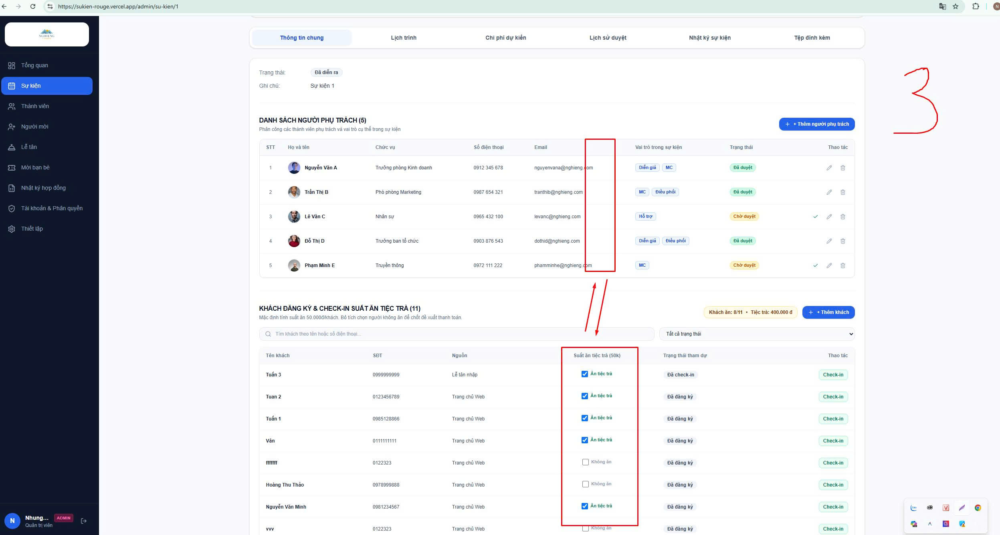 https://sukien-rouge.vercel.app/admin/su-kien/1
N
NGHIENG
Tổng quan
Sự kiện
Thành viên
Người mời
Lễ tân
Mời bạn bè
Nhật ký hợp đồng
Tài khoản & Phân quyền
Thiết lập
N
Nhung... ADMIN
Quản trị viên
Thông tin chung Lịch trình Chi phí dự kiến Lịch sử duyệt Nhật ký sự kiện Tệp đính kèm
Trạng thái: Đã diễn ra
Ghi chú: Sự kiện 1
3
DANH SÁCH NGƯỜI PHỤ TRÁCH (5)
Phân công các thành viên phụ trách và vai trò cụ thể trong sự kiện
+ + Thêm người phụ trách
STT Họ và tên Chức vụ Số điện thoại Email Vai trò trong sự kiện Trạng thái Thao tác
1 Nguyễn Văn A Trưởng phòng Kinh doanh 0912 345 678 nguyenvana@nghieng.com Diễn giả MC Đã duyệt
2 Trần Thị B Phó phòng Marketing 0987 654 321 tranthib@nghieng.com MC Điều phối Đã duyệt
3 Lê Văn C Nhân sự 0965 432 100 levanc@nghieng.com Hỗ trợ Chờ duyệt
4 Đỗ Thị D Trưởng ban tổ chức 0903 876 543 dothid@nghieng.com Diễn giả Điều phối Đã duyệt
5 Phạm Minh E Truyền thông 0972 111 222 phamminhe@nghieng.com MC Chờ duyệt
KHÁCH ĐĂNG KÝ & CHECK-IN SUẤT ĂN TIỆC TRÀ (11)
Mặc định tính suất ăn 50.000đ/khách. Bỏ tích chọn người không ăn để chốt đề xuất thanh toán.
Khách ăn: 8/11 • Tiệc trà: 400.000 đ
+ + Thêm khách
Tìm khách theo tên hoặc số điện thoại...
Tất cả trạng thái
Tên khách SĐT Nguồn Suất ăn tiệc trà (50k) Trạng thái tham dự Thao tác
Tuấn 3 0999999999 Lễ tân nhập Ăn tiệc trà Đã check-in Check-in
Tuan 2 0123456789 Trang chủ Web Ăn tiệc trà Đã đăng ký Check-in
Tuấn 1 0985128866 Trang chủ Web Ăn tiệc trà Đã đăng ký Check-in
Vân 0111111111 Trang chủ Web Ăn tiệc trà Đã đăng ký Check-in
fffffff 0122323 Trang chủ Web Không ăn Đã đăng ký Check-in
Hoàng Thu Thảo 0978999888 Trang chủ Web Không ăn Đã đăng ký Check-in
Nguyễn Văn Minh 0981234567 Trang chủ Web Ăn tiệc trà Đã đăng ký Check-in
vvv 0122323 Trang chủ Web Không ăn Đã đăng ký Check-in
Zalo